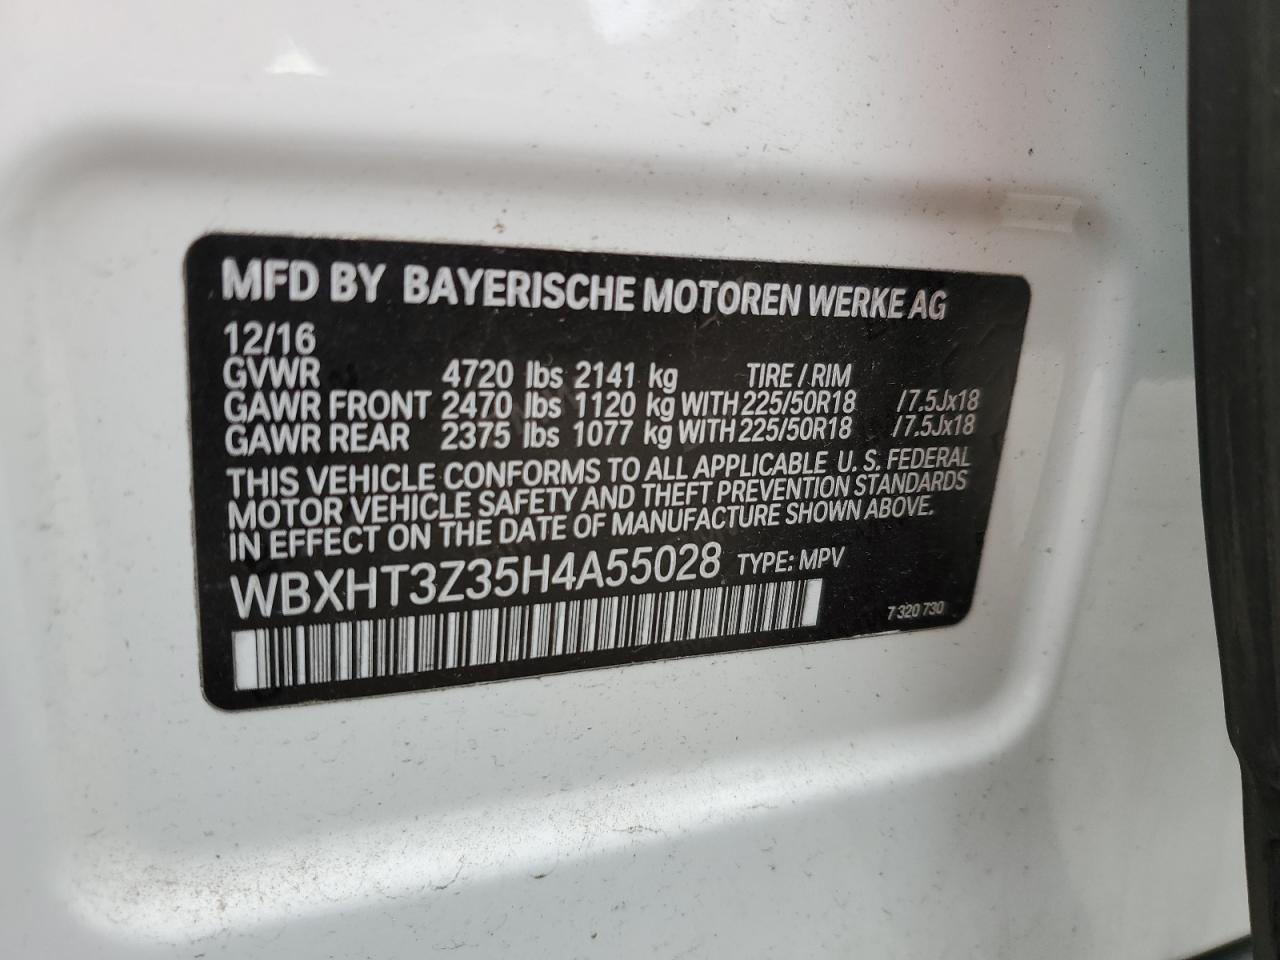 MFD BY BAYERISCHE MOTOREN WERKE AG
12/16
GVWR 4720 lbs 2141 kg TIRE / RIM
GAWR FRONT 2470 lbs 1120 kg WITH 225/50R18 /7.5Jx18
GAWR REAR 2375 lbs 1077 kg WITH 225/50R18 /7.5Jx18
THIS VEHICLE CONFORMS TO ALL APPLICABLE U. S. FEDERAL
MOTOR VEHICLE SAFETY AND THEFT PREVENTION STANDARDS
IN EFFECT ON THE DATE OF MANUFACTURE SHOWN ABOVE.
WBXHT3Z35H4A55028 TYPE: MPV
7 320 730